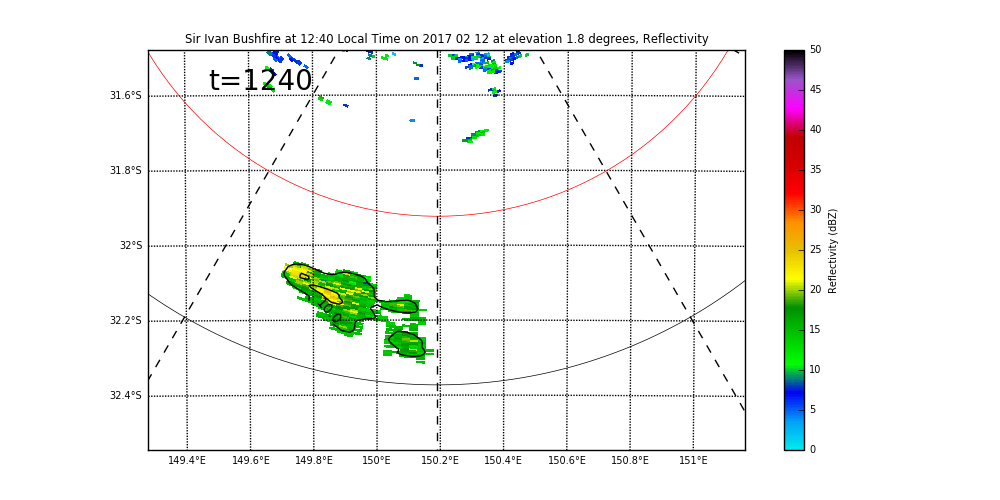 Sir Ivan Bushfire at 12:40 Local Time on 2017 02 12 at elevation 1.8 degrees, Reflectivity
t=1240
31.6°S
31.8°S
32°S
32.2°S
32.4°S
149.4°E 149.6°E 149.8°E 150°E 150.2°E 150.4°E 150.6°E 150.8°E 151°E
50
45
40
35
30
25
20
15
10
5
0
Reflectivity (dBZ)